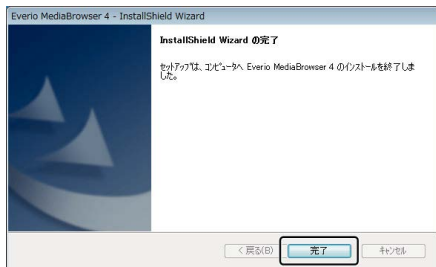 Everio MediaBrowser 4 - InstallShield Wizard
InstallShield Wizard の完了
セットアップは、コンピュータへ Everio MediaBrowser 4 のインストールを終了しま
した。
< 戻る(B)
完了
キャンセル